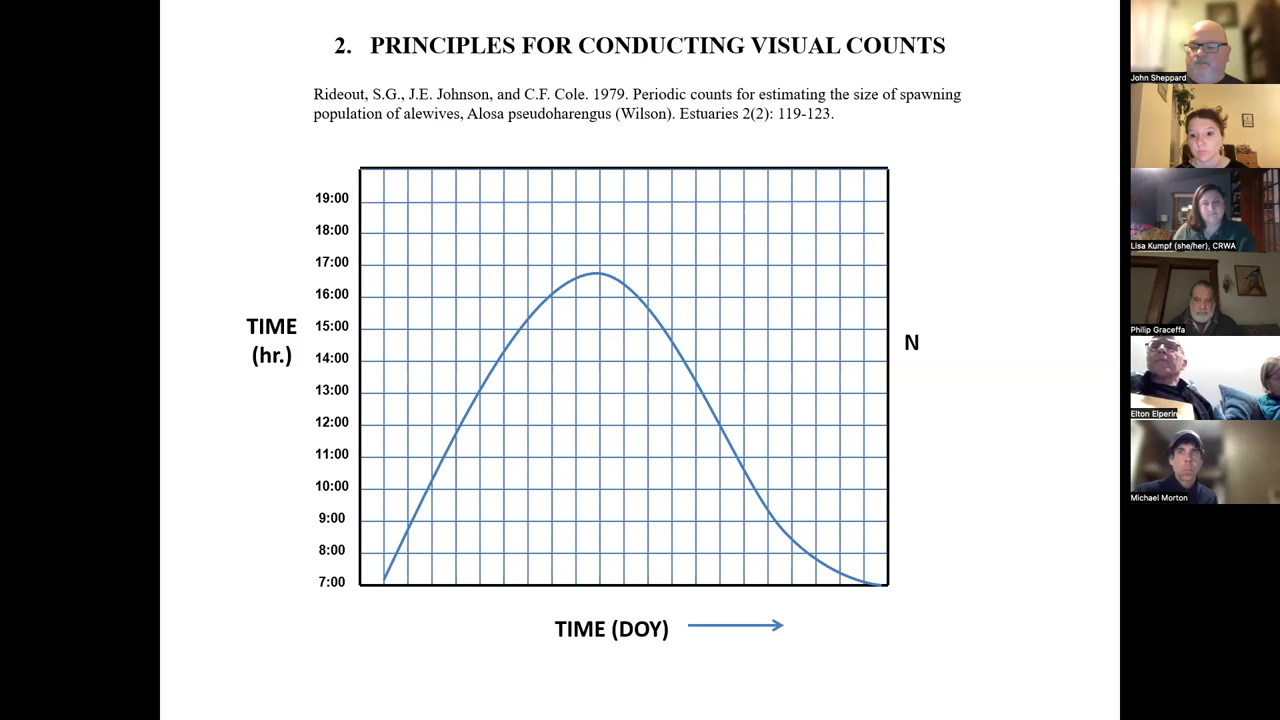 2. PRINCIPLES FOR CONDUCTING VISUAL COUNTS
Rideout, S.G., J.E. Johnson, and C.F. Cole. 1979. Periodic counts for estimating the size of spawning
population of alewives, Alosa pseudoharengus (Wilson). Estuaries 2(2): 119-123.
19:00
18:00
17:00
16:00
15:00
14:00
13:00
12:00
11:00
10:00
9:00
8:00
7:00
TIME
(hr.)
N
TIME (DOY)
John Sheppard
Lisa Kumpf (she/her), CRWA
Philip Graceffa
Elton Elperin
Michael Morton